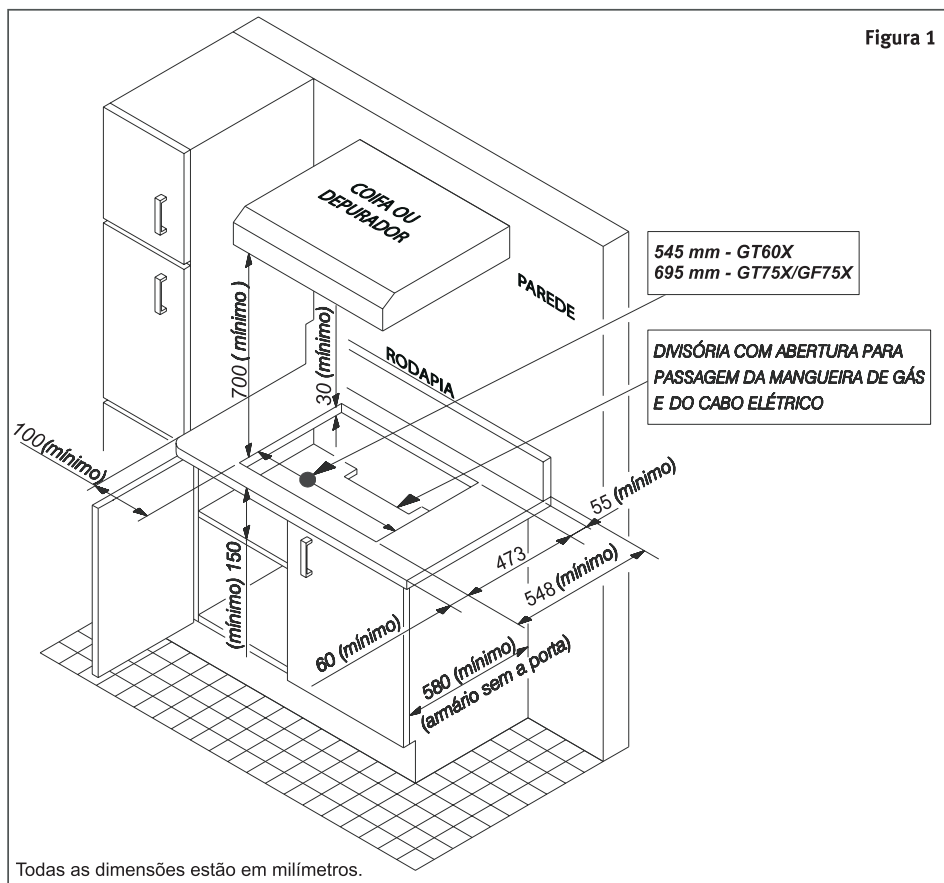 Figura 1
COIFA OU
DEPURADOR
545 mm - GT60X
695 mm - GT75X/GF75X
PAREDE
DIVISÓRIA COM ABERTURA PARA
PASSAGEM DA MANGUEIRA DE GÁS
E DO CABO ELÉTRICO
RODAPIA
700 ( mínimo)
30 (mínimo)
100(mínimo)
(mínimo) 150
55 (mínimo)
473
548 (mínimo)
60 (mínimo)
580 (mínimo)
(armário sem a porta)
Todas as dimensões estão em milímetros.